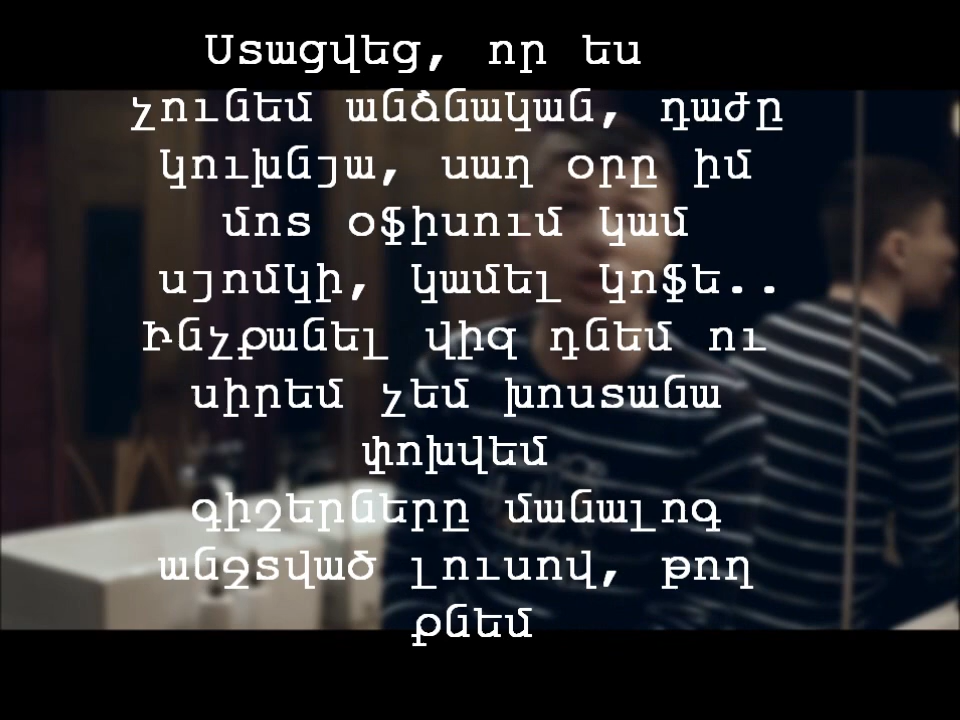 Ստացվեց, որ ես
չունեմ անձնական, դաժը
կուխնյա, սաղ օրը իմ
մոտ օֆիսում կամ
սյոմկի, կամել կոֆե..
Ինչքանել վիզ դնեմ ու
սիրեմ չեմ խոստանա
փոխվեմ
գիշերները մանալոգ
անջտված լուսով, թող
քնեմ